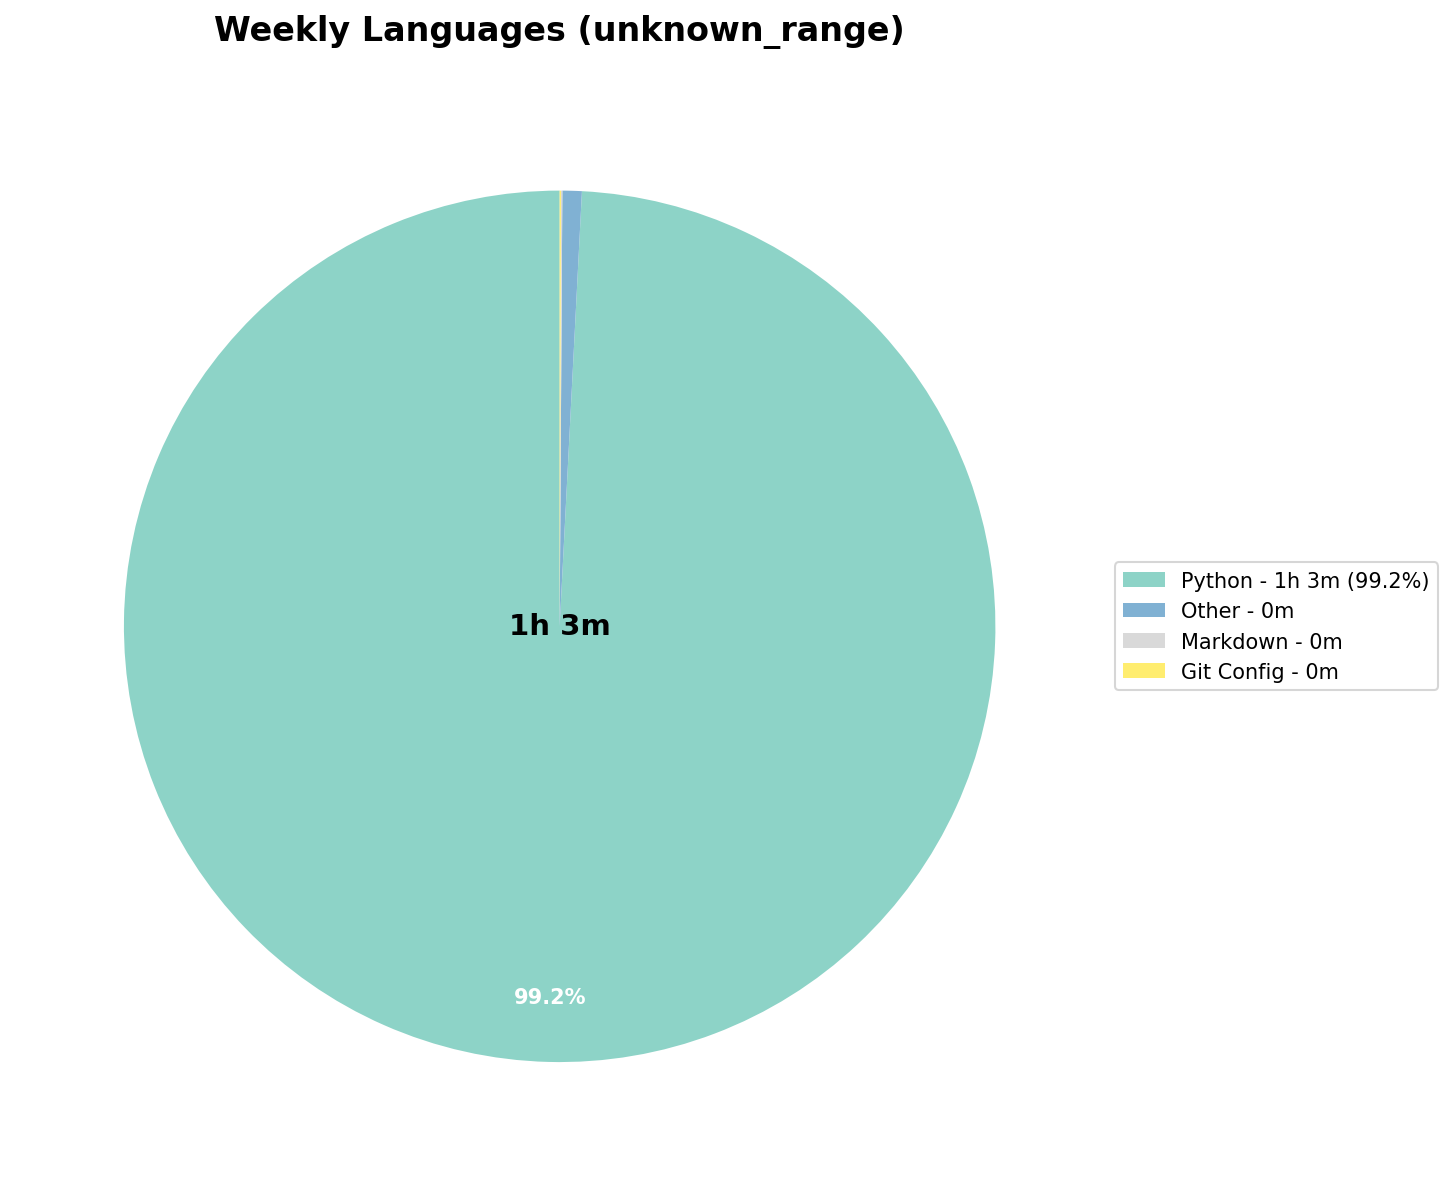 Weekly Languages (unknown_range)
1h 3m
99.2%
Python - 1h 3m (99.2%)
Other - 0m
Markdown - 0m
Git Config - 0m